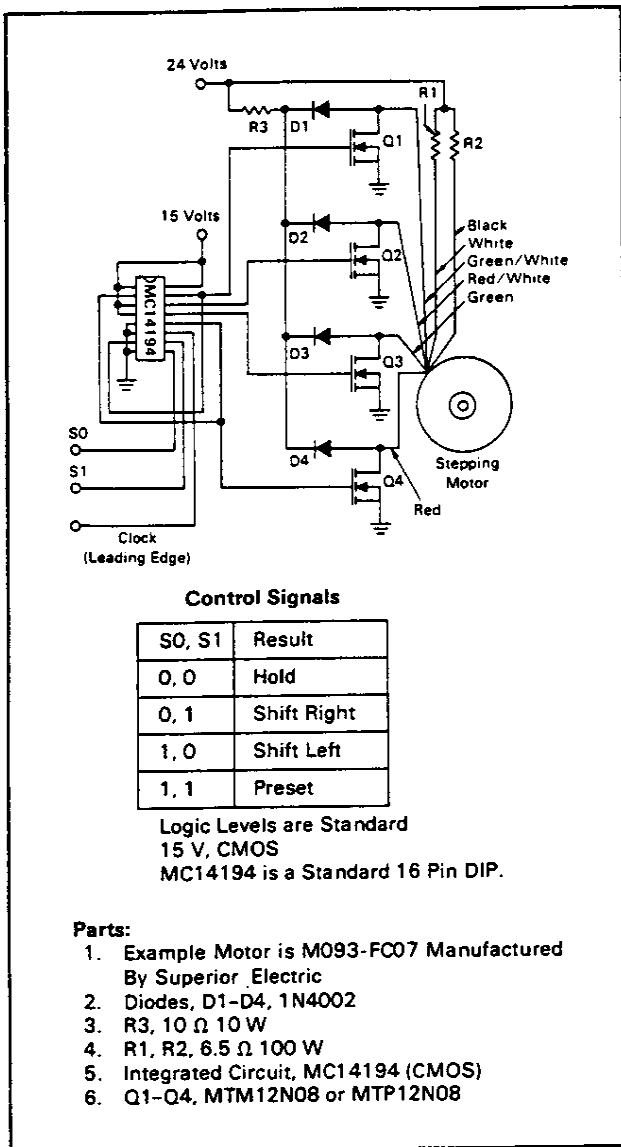 24 Volts
R1
R3
D1
Q1
R2
15 Volts
D2
Q2
Black
White
Green/White
Red/White
Green
MC14194
D3
Q3
S0
D4
Q4
Stepping
Motor
S1
Red
Clock
(Leading Edge)
Control Signals
S0, S1 Result
0, 0 Hold
0, 1 Shift Right
1, 0 Shift Left
1, 1 Preset
Logic Levels are Standard
15 V, CMOS
MC14194 is a Standard 16 Pin DIP.
Parts:
1. Example Motor is M093-FC07 Manufactured
By Superior Electric
2. Diodes, D1-D4, 1N4002
3. R3, 10 Ω 10 W
4. R1, R2, 6.5 Ω 100 W
5. Integrated Circuit, MC14194 (CMOS)
6. Q1-Q4, MTM12N08 or MTP12N08